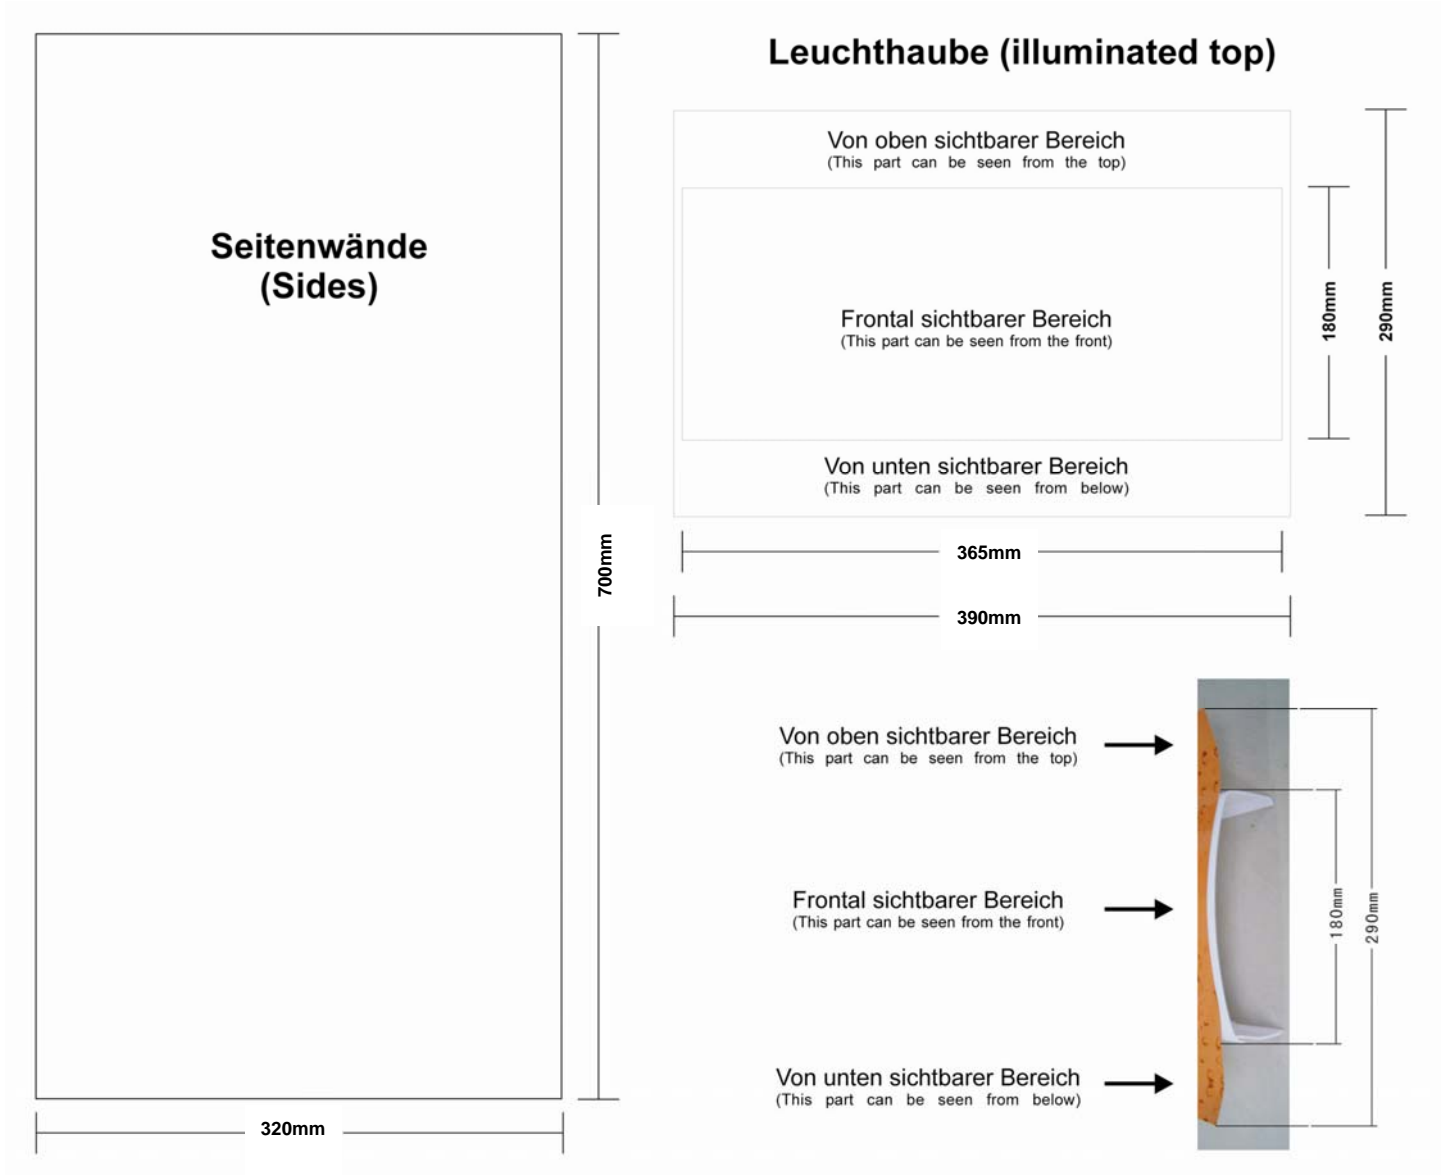 Seitenwände
(Sides)
700mm
320mm
Leuchthaube (illuminated top)
Von oben sichtbarer Bereich
(This part can be seen from the top)
Frontal sichtbarer Bereich
(This part can be seen from the front)
Von unten sichtbarer Bereich
(This part can be seen from below)
180mm
290mm
365mm
390mm
Von oben sichtbarer Bereich
(This part can be seen from the top)
Frontal sichtbarer Bereich
(This part can be seen from the front)
Von unten sichtbarer Bereich
(This part can be seen from below)
180mm
290mm